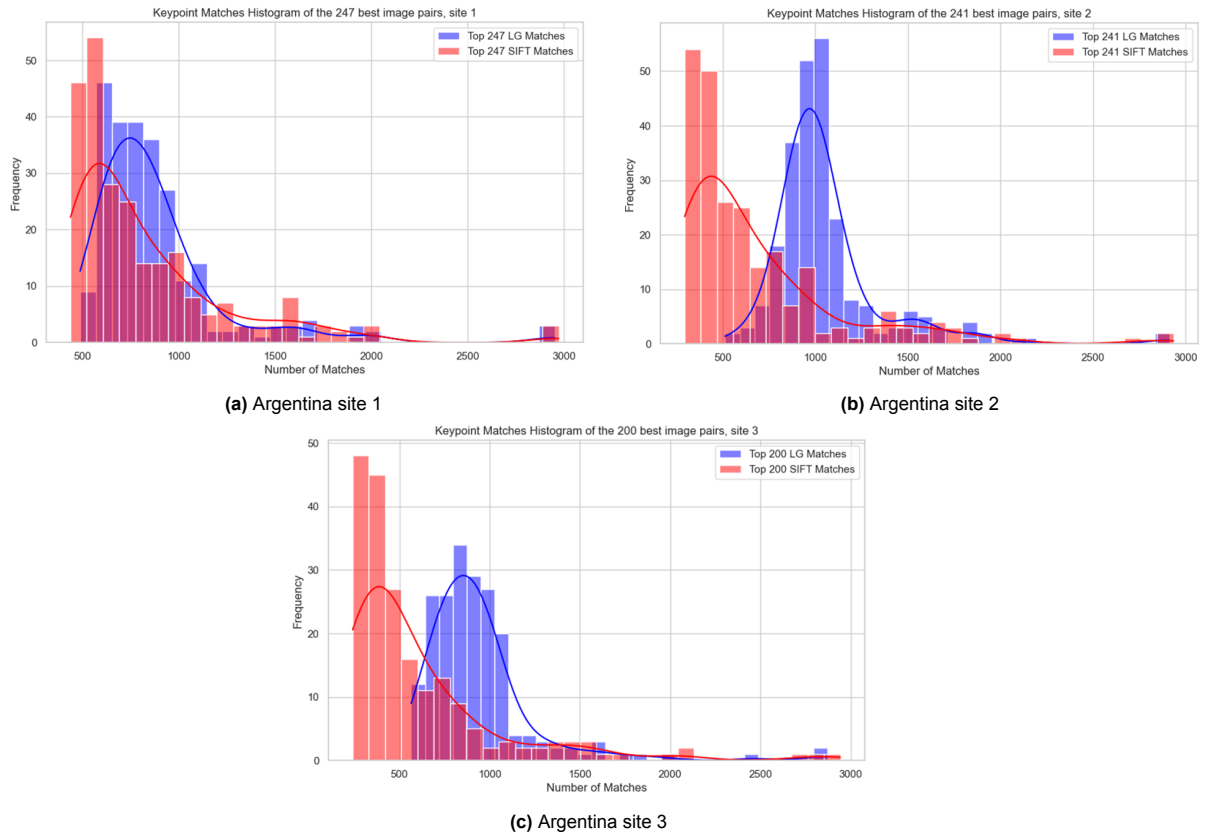 Keypoint Matches Histogram of the 247 best image pairs, site 1
Top 247 LG Matches
Top 247 SIFT Matches
50
40
30
20
10
0
Frequency
500 1000 1500 2000 2500 3000
Number of Matches
(a) Argentina site 1
Keypoint Matches Histogram of the 241 best image pairs, site 2
Top 241 LG Matches
Top 241 SIFT Matches
50
40
30
20
10
0
Frequency
500 1000 1500 2000 2500 3000
Number of Matches
(b) Argentina site 2
Keypoint Matches Histogram of the 200 best image pairs, site 3
Top 200 LG Matches
Top 200 SIFT Matches
50
40
30
20
10
0
Frequency
500 1000 1500 2000 2500 3000
Number of Matches
(c) Argentina site 3